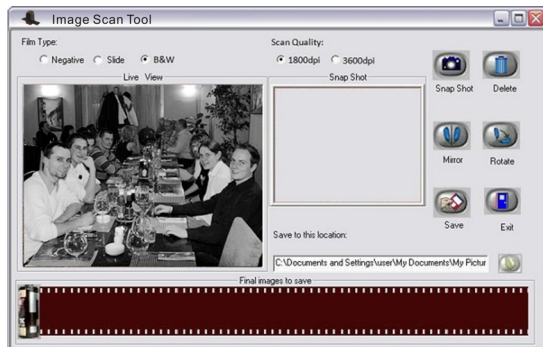 Image Scan Tool
Film Type:
Negative Slide B&W
Scan Quality:
1800dpi 3600dpi
Live View
Snap Shot
Snap Shot Delete
Mirror Rotate
Save Exit
Save to this location:
C:\Documents and Settings\user\My Documents\My Pictur
Final images to save